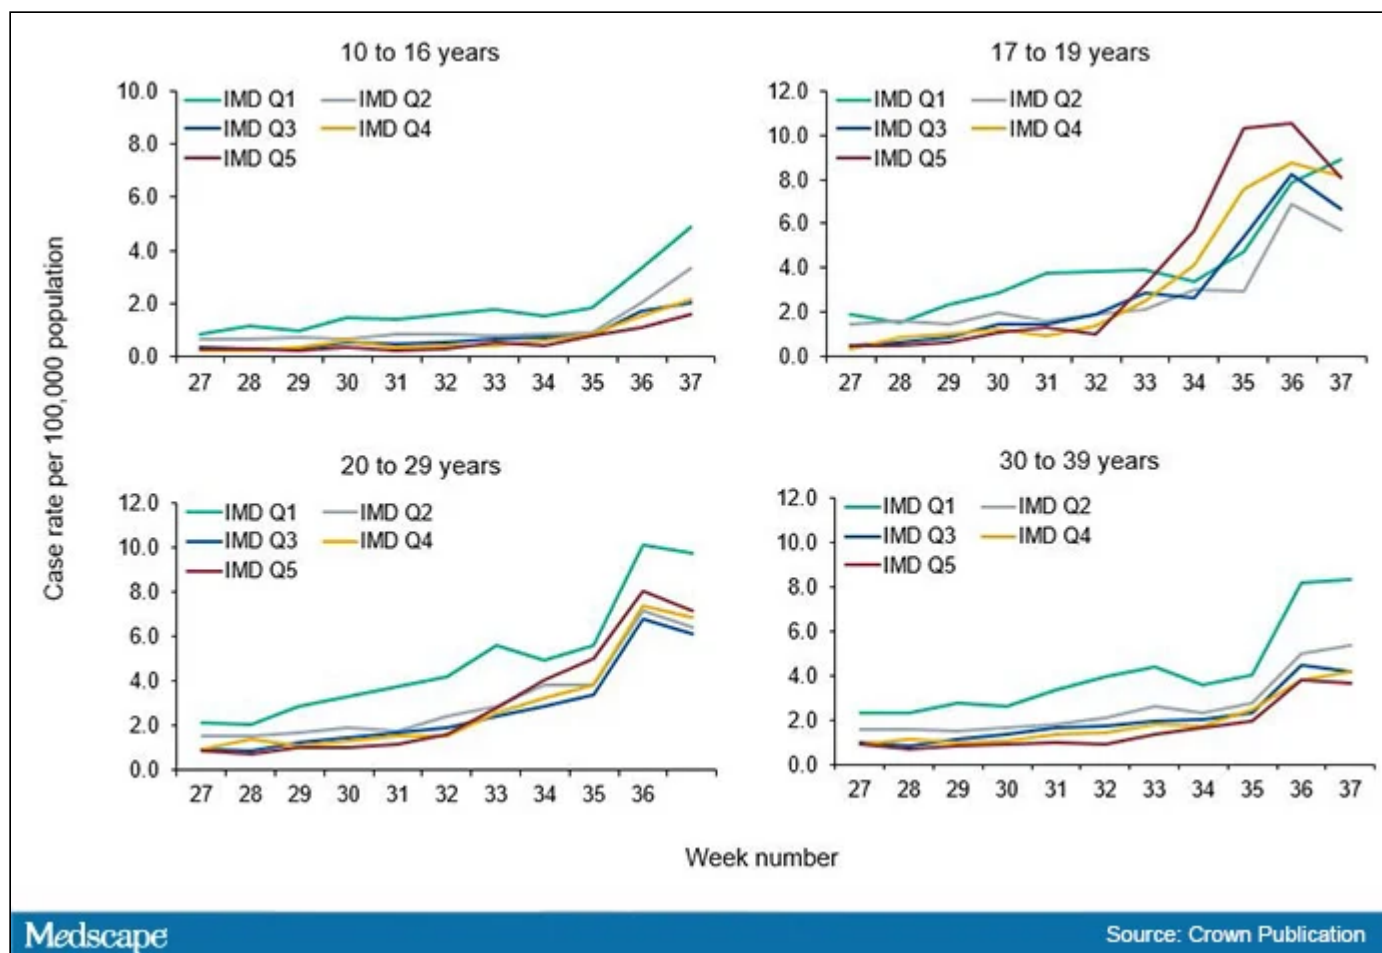 10 to 16 years
10.0
8.0
6.0
4.0
2.0
0.0
IMD Q1 IMD Q2
IMD Q3 IMD Q4
IMD Q5
27 28 29 30 31 32 33 34 35 36 37
17 to 19 years
12.0
10.0
8.0
6.0
4.0
2.0
0.0
IMD Q1 IMD Q2
IMD Q3 IMD Q4
IMD Q5
27 28 29 30 31 32 33 34 35 36 37
Case rate per 100,000 population
20 to 29 years
12.0
10.0
8.0
6.0
4.0
2.0
0.0
IMD Q1 IMD Q2
IMD Q3 IMD Q4
IMD Q5
27 28 29 30 31 32 33 34 35 36
30 to 39 years
12.0
10.0
8.0
6.0
4.0
2.0
0.0
IMD Q1 IMD Q2
IMD Q3 IMD Q4
IMD Q5
27 28 29 30 31 32 33 34 35 36 37
Week number
Medscape
Source: Crown Publication